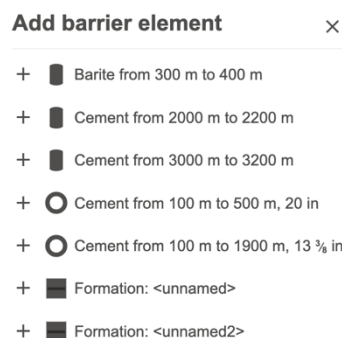 Add barrier element
Barite from 300 m to 400 m
Cement from 2000 m to 2200 m
Cement from 3000 m to 3200 m
Cement from 100 m to 500 m, 20 in
Cement from 100 m to 1900 m, 13 ⅜ in
Formation: <unnamed>
Formation: <unnamed2>